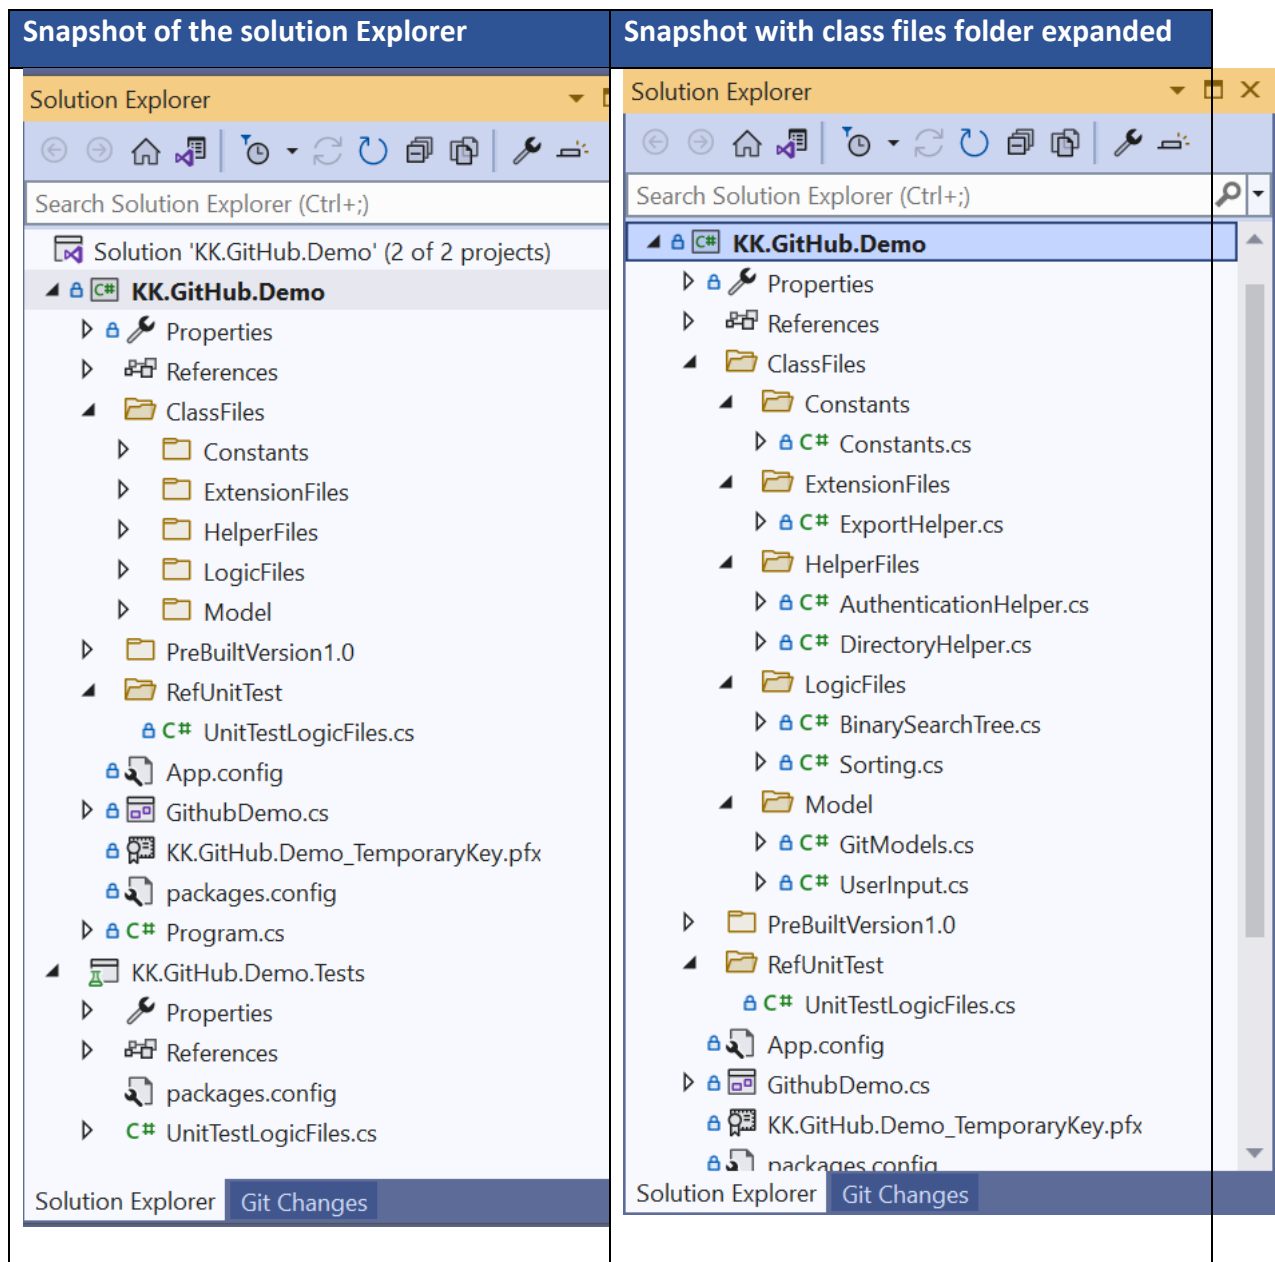 Snapshot of the solution Explorer
Solution Explorer
Search Solution Explorer (Ctrl+;)
Solution 'KK.GitHub.Demo' (2 of 2 projects)
C# KK.GitHub.Demo
Properties
References
ClassFiles
Constants
ExtensionFiles
HelperFiles
LogicFiles
Model
PreBuiltVersion1.0
RefUnitTest
C# UnitTestLogicFiles.cs
App.config
GithubDemo.cs
KK.GitHub.Demo_TemporaryKey.pfx
packages.config
C# Program.cs
KK.GitHub.Demo.Tests
Properties
References
packages.config
C# UnitTestLogicFiles.cs
Solution Explorer Git Changes
Snapshot with class files folder expanded
Solution Explorer
Search Solution Explorer (Ctrl+;)
C# KK.GitHub.Demo
Properties
References
ClassFiles
Constants
C# Constants.cs
ExtensionFiles
C# ExportHelper.cs
HelperFiles
C# AuthenticationHelper.cs
C# DirectoryHelper.cs
LogicFiles
C# BinarySearchTree.cs
C# Sorting.cs
Model
C# GitModels.cs
C# UserInput.cs
PreBuiltVersion1.0
RefUnitTest
C# UnitTestLogicFiles.cs
App.config
GithubDemo.cs
KK.GitHub.Demo_TemporaryKey.pfx
packages.config
Solution Explorer Git Changes